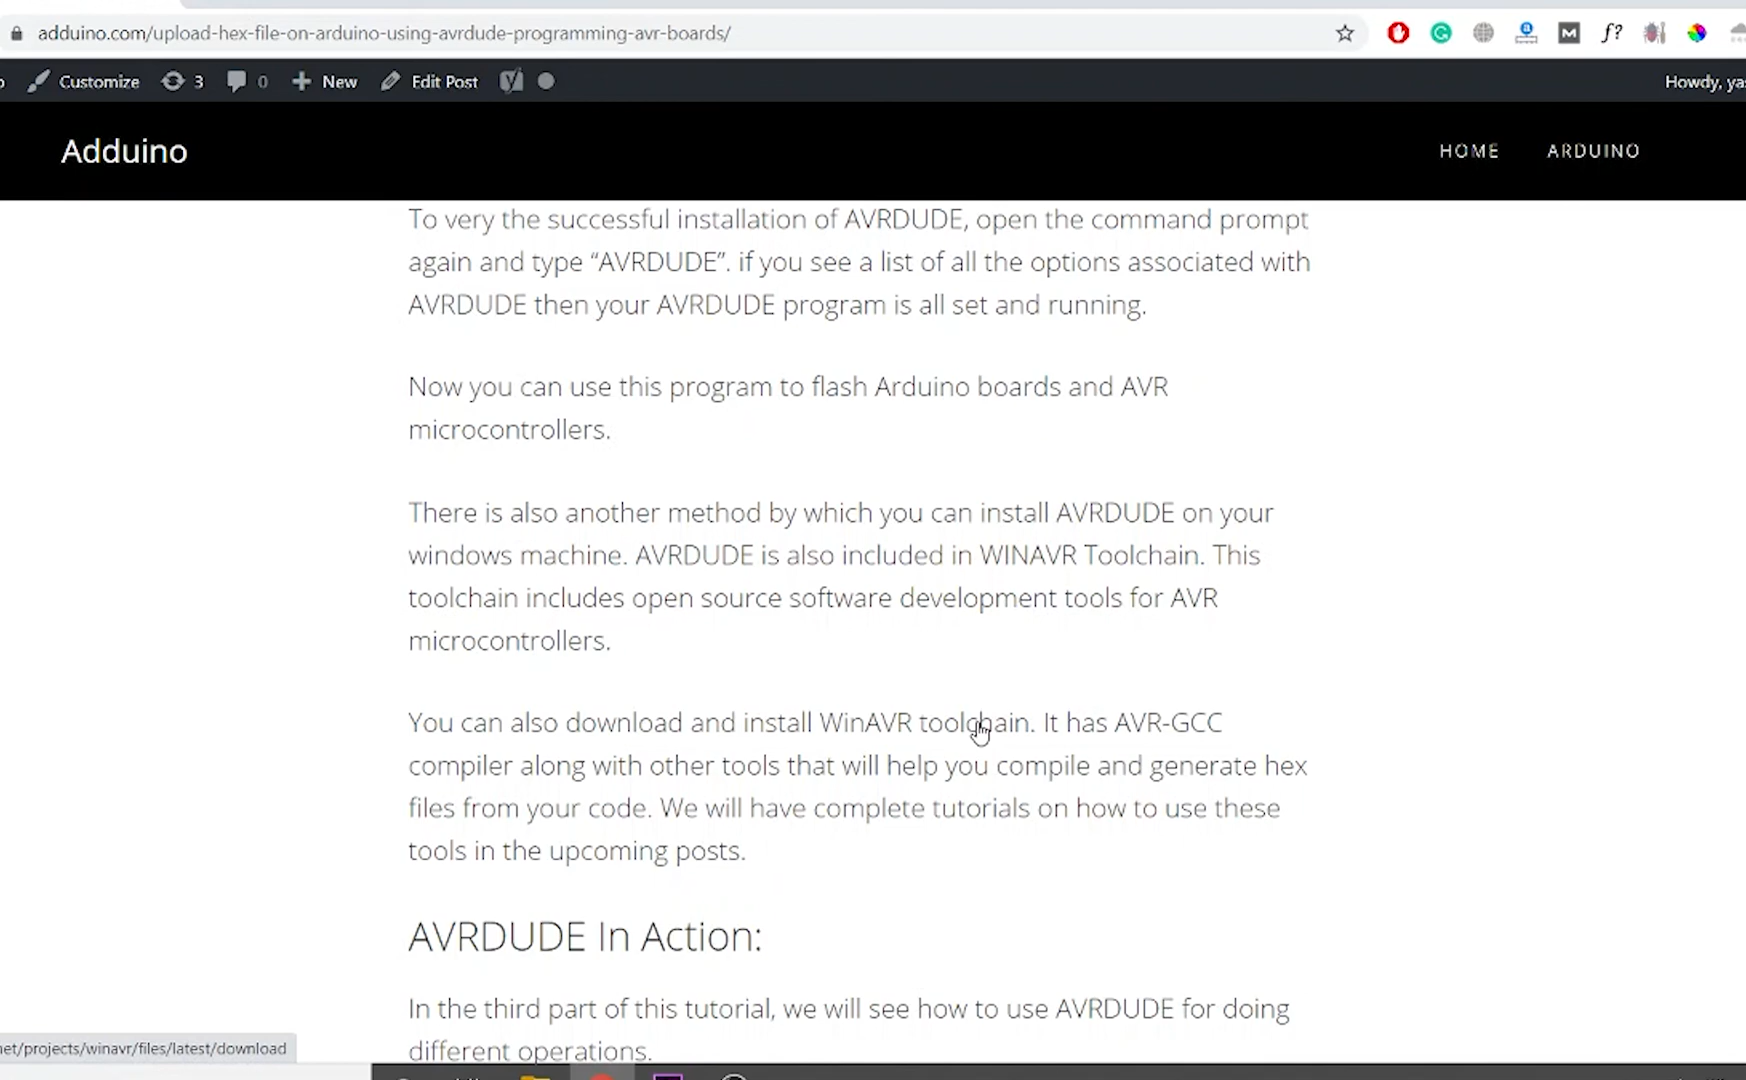 adduino.com/upload-hex-file-on-arduino-using-avrdude-programming-avr-boards/
M f?
Customize 3 0 New Edit Post
Howdy, yas
Adduino
HOME ARDUINO
To very the successful installation of AVRDUDE, open the command prompt
again and type “AVRDUDE”. if you see a list of all the options associated with
AVRDUDE then your AVRDUDE program is all set and running.
Now you can use this program to flash Arduino boards and AVR
microcontrollers.
There is also another method by which you can install AVRDUDE on your
windows machine. AVRDUDE is also included in WINAVR Toolchain. This
toolchain includes open source software development tools for AVR
microcontrollers.
You can also download and install WinAVR toolchain. It has AVR-GCC
compiler along with other tools that will help you compile and generate hex
files from your code. We will have complete tutorials on how to use these
tools in the upcoming posts.
AVRDUDE In Action:
In the third part of this tutorial, we will see how to use AVRDUDE for doing
different operations.
net/projects/winavr/files/latest/download